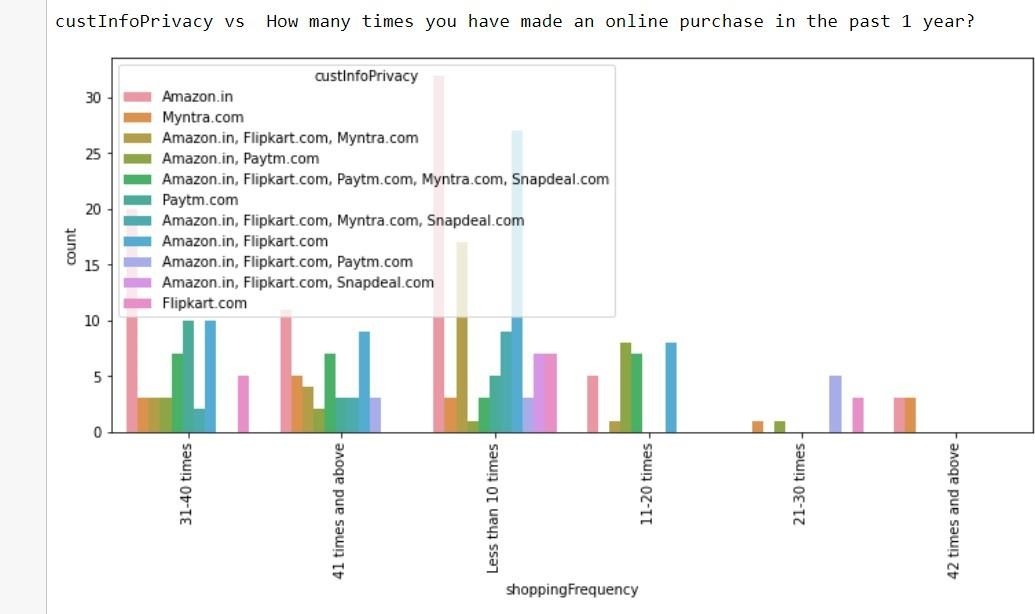 custInfoPrivacy vs  How many times you have made an online purchase in the past 1 year?
custInfoPrivacy
Amazon.in
Myntra.com
Amazon.in, Flipkart.com, Myntra.com
Amazon.in, Paytm.com
Amazon.in, Flipkart.com, Paytm.com, Myntra.com, Snapdeal.com
Paytm.com
Amazon.in, Flipkart.com, Myntra.com, Snapdeal.com
Amazon.in, Flipkart.com
Amazon.in, Flipkart.com, Paytm.com
Amazon.in, Flipkart.com, Snapdeal.com
Flipkart.com
count
30
25
20
15
10
5
0
31-40 times
41 times and above
Less than 10 times
11-20 times
21-30 times
42 times and above
shoppingFrequency